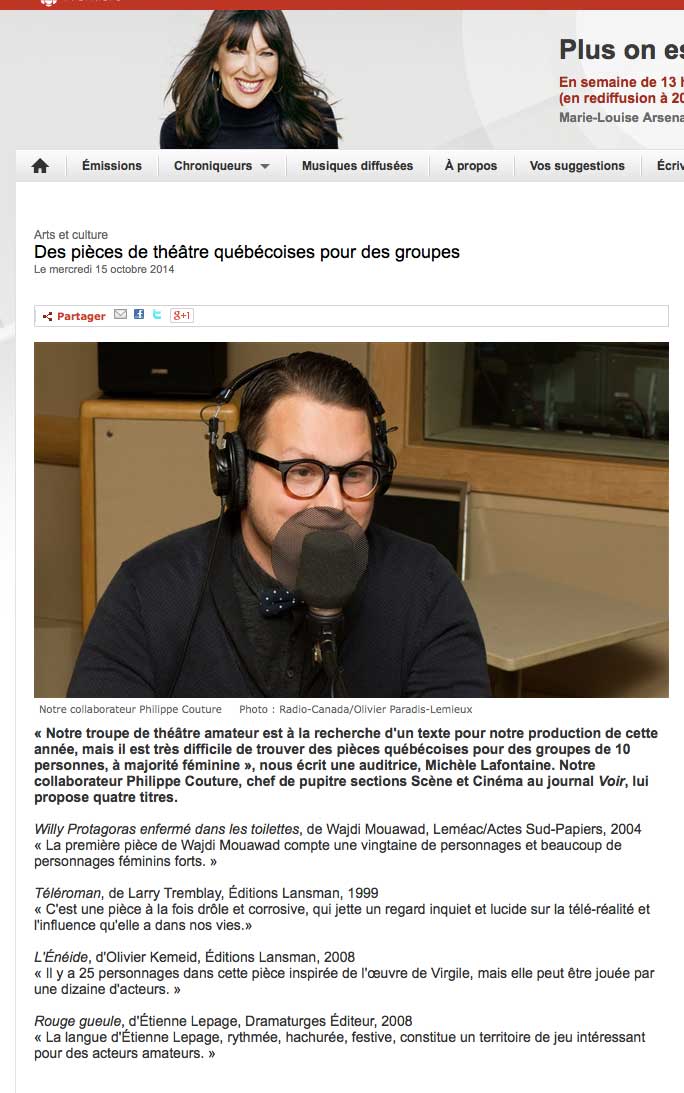 Plus on es
En semaine de 13 h
(en rediffusion à 20
Marie-Louise Arsena
Émissions
Chroniqueurs
Musiques diffusées
À propos
Vos suggestions
Écriv
Arts et culture
Des pièces de théâtre québécoises pour des groupes
Le mercredi 15 octobre 2014
Partager
g+1
Notre collaborateur Philippe Couture Photo : Radio-Canada/Olivier Paradis-Lemieux
« Notre troupe de théâtre amateur est à la recherche d'un texte pour notre production de cette
année, mais il est très difficile de trouver des pièces québécoises pour des groupes de 10
personnes, à majorité féminine », nous écrit une auditrice, Michèle Lafontaine. Notre
collaborateur Philippe Couture, chef de pupitre sections Scène et Cinéma au journal Voir, lui
propose quatre titres.
Willy Protagoras enfermé dans les toilettes, de Wajdi Mouawad, Leméac/Actes Sud-Papiers, 2004
« La première pièce de Wajdi Mouawad compte une vingtaine de personnages et beaucoup de
personnages féminins forts. »
Téléroman, de Larry Tremblay, Éditions Lansman, 1999
« C'est une pièce à la fois drôle et corrosive, qui jette un regard inquiet et lucide sur la télé-réalité et
l'influence qu'elle a dans nos vies.»
L'Énéide, d'Olivier Kemeid, Éditions Lansman, 2008
« Il y a 25 personnages dans cette pièce inspirée de l'œuvre de Virgile, mais elle peut être jouée par
une dizaine d'acteurs. »
Rouge gueule, d'Étienne Lepage, Dramaturges Éditeur, 2008
« La langue d'Étienne Lepage, rythmée, hachurée, festive, constitue un territoire de jeu intéressant
pour des acteurs amateurs. »